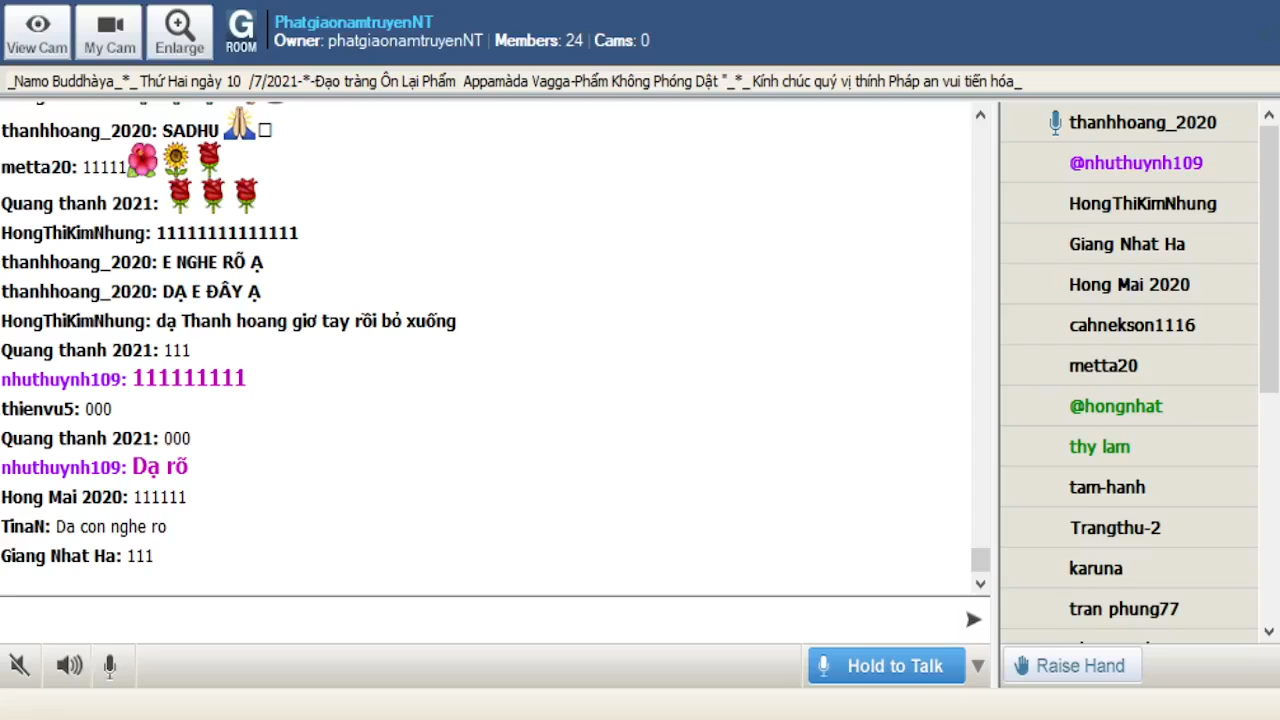 View Cam
My Cam
Enlarge
G
ROOM
PhatgiaonamtruyenNT
Owner: phatgiaonamtruyenNT | Members: 24 | Cams: 0
_Namo Buddhàya_*_Thứ Hai ngày 10 /7/2021-*-Đạo tràng Ôn Lại Phẩm Appamàda Vagga-Phẩm Không Phóng Dật "_*_Kính chúc quý vị thính Pháp an vui tiến hóa_
thanhhoang_2020: SADHU 🙏
metta20: 11111
Quang thanh 2021:
HongThiKimNhung: 11111111111111
thanhhoang_2020: E NGHE RÕ Ạ
thanhhoang_2020: DẠ E ĐÂY Ạ
HongThiKimNhung: dạ Thanh hoang giơ tay rồi bỏ xuống
Quang thanh 2021: 111
nhuthuynh109: 111111111
thienvu5: 000
Quang thanh 2021: 000
nhuthuynh109: Dạ rõ
Hong Mai 2020: 111111
TinaN: Da con nghe ro
Giang Nhat Ha: 111
Hold to Talk
thanhhoang_2020
@nhuthuynh109
HongThiKimNhung
Giang Nhat Ha
Hong Mai 2020
cahnekson1116
metta20
@hongnhat
thy lam
tam-hanh
Trangthu-2
karuna
tran phung77
Raise Hand